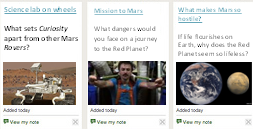 Science lab on wheels
What sets Curiosity
apart from other Mars
Rovers?
Added today
View my note
Mission to Mars
What dangers would
you face on a journey
to the Red Planet?
Added today
View my note
What makes Mars so
hostile?
If life flourishes on
Earth, why does the Red
Planet seem so lifeless?
Added today
View my note